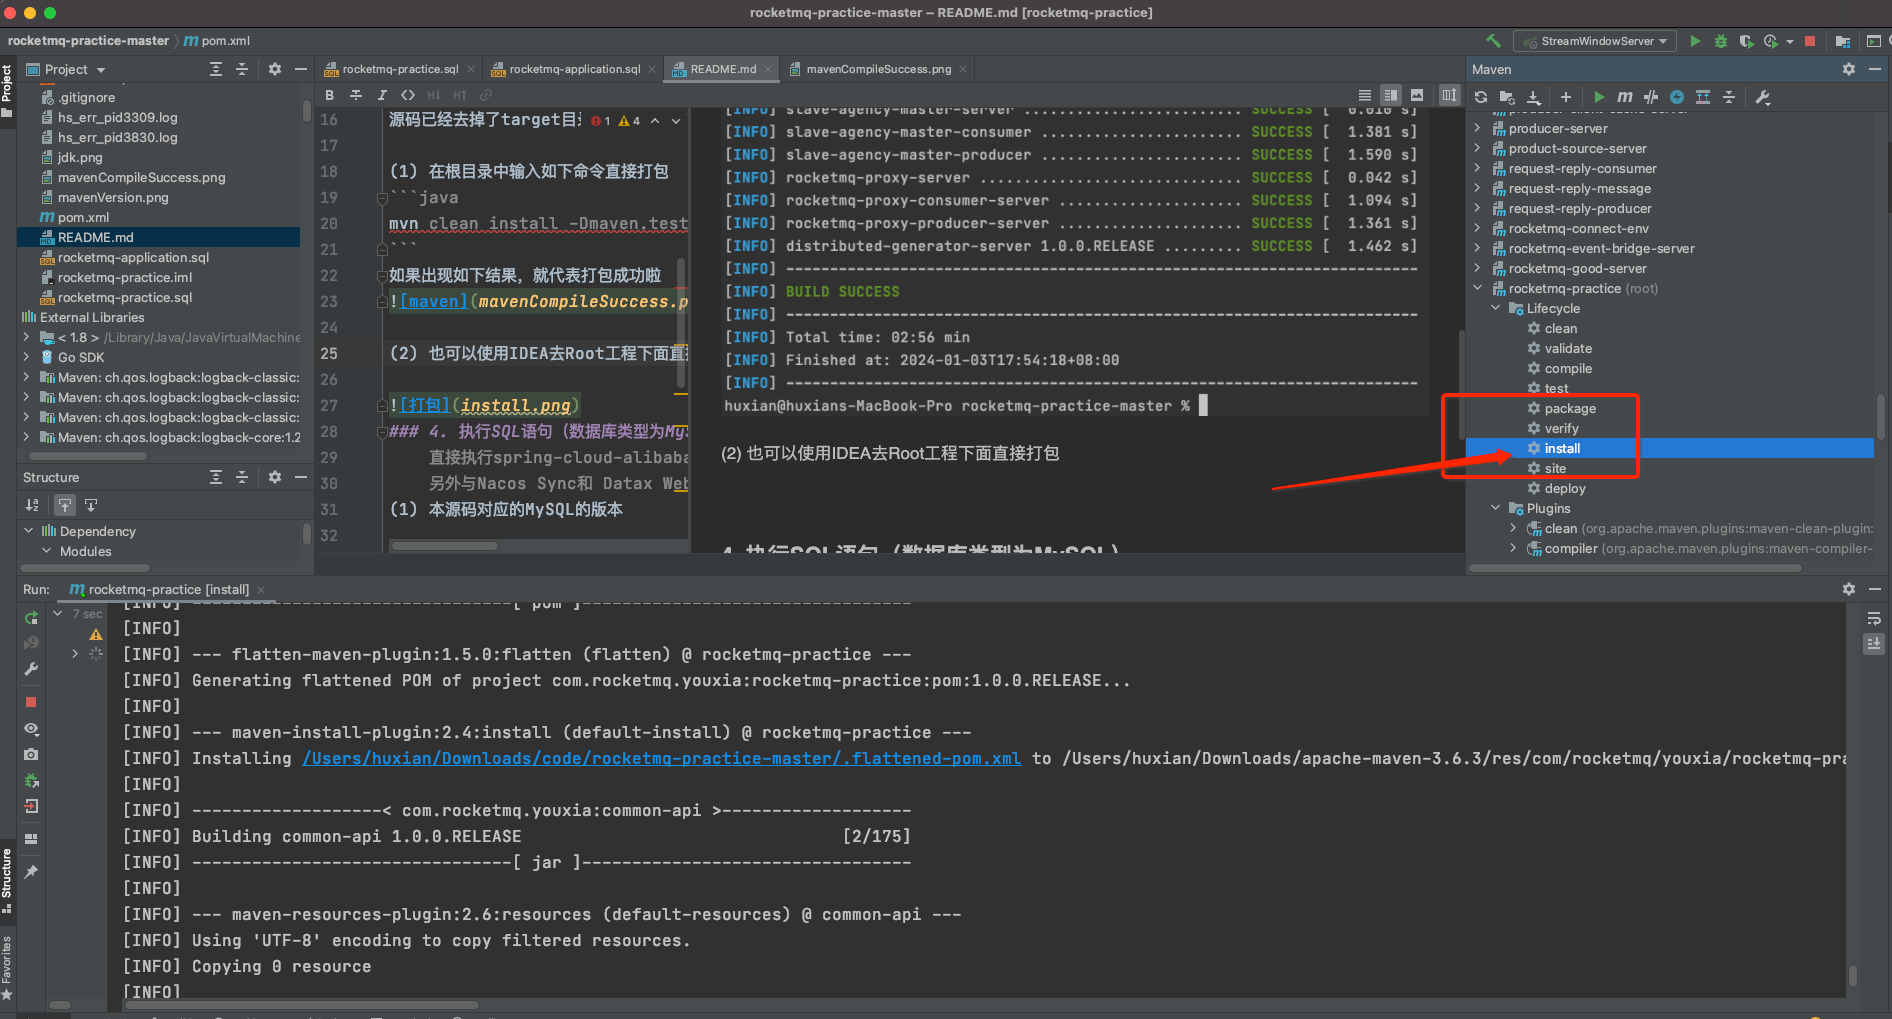 rocketmq-practice-master – README.md [rocketmq-practice]
rocketmq-practice-master
pom.xml
StreamWindowServer
Project
Project
.gitignore
hs_err_pid3309.log
hs_err_pid3830.log
jdk.png
mavenCompileSuccess.png
mavenVersion.png
pom.xml
README.md
rocketmq-application.sql
rocketmq-practice.iml
rocketmq-practice.sql
External Libraries
< 1.8 > /Library/Java/JavaVirtualMachine
Go SDK
Maven: ch.qos.logback:logback-classic:
Maven: ch.qos.logback:logback-classic:
Maven: ch.qos.logback:logback-classic:
Maven: ch.qos.logback:logback-core:1.2
Structure
Dependency
Modules
rocketmq-practice.sql
rocketmq-application.sql
README.md
mavenCompileSuccess.png
B
I
H↓
H↑
16 源码已经去掉了target目录
1 4
17
18 (1) 在根目录中输入如下命令直接打包
19 ```java
20 mvn clean install -Dmaven.test
21 ```
22 如果出现如下结果，就代表打包成功啦
23 ![maven](mavenCompileSuccess.p
24
25 (2) 也可以使用IDEA去Root工程下面直接
26
27 ![打包](install.png)
28 ### 4. 执行SQL语句（数据库类型为MyS
29 直接执行spring-cloud-alibaba
30 另外与Nacos Sync和 Datax Web
31 (1) 本源码对应的MySQL的版本
32
[INFO] slave-agency-master-server ........................ SUCCESS [  0.010 s]
[INFO] slave-agency-master-consumer ...................... SUCCESS [  1.381 s]
[INFO] slave-agency-master-producer ...................... SUCCESS [  1.590 s]
[INFO] rocketmq-proxy-server ............................. SUCCESS [  0.042 s]
[INFO] rocketmq-proxy-consumer-server .................... SUCCESS [  1.094 s]
[INFO] rocketmq-proxy-producer-server .................... SUCCESS [  1.361 s]
[INFO] distributed-generator-server 1.0.0.RELEASE ......... SUCCESS [  1.462 s]
[INFO] ------------------------------------------------------------------------
[INFO] BUILD SUCCESS
[INFO] ------------------------------------------------------------------------
[INFO] Total time: 02:56 min
[INFO] Finished at: 2024-01-03T17:54:18+08:00
[INFO] ------------------------------------------------------------------------
huxian@huxians-MacBook-Pro rocketmq-practice-master %
(2) 也可以使用IDEA去Root工程下面直接打包
4. 执行SQL语句（数据库类型为MySQL）
Maven
m
producer-client-cache-server
producer-server
product-source-server
request-reply-consumer
request-reply-message
request-reply-producer
rocketmq-connect-env
rocketmq-event-bridge-server
rocketmq-good-server
rocketmq-practice (root)
Lifecycle
clean
validate
compile
test
package
verify
install
site
deploy
Plugins
clean (org.apache.maven.plugins:maven-clean-plugin:
compiler (org.apache.maven.plugins:maven-compiler-
Run:
rocketmq-practice [install]
7 sec
[INFO] --------------------------------[ pom ]---------------------------------
[INFO]
[INFO] --- flatten-maven-plugin:1.5.0:flatten (flatten) @ rocketmq-practice ---
[INFO] Generating flattened POM of project com.rocketmq.youxia:rocketmq-practice:pom:1.0.0.RELEASE...
[INFO]
[INFO] --- maven-install-plugin:2.4:install (default-install) @ rocketmq-practice ---
[INFO] Installing /Users/huxian/Downloads/code/rocketmq-practice-master/.flattened-pom.xml to /Users/huxian/Downloads/apache-maven-3.6.3/res/com/rocketmq/youxia/rocketmq-pra
[INFO]
[INFO] -------------------< com.rocketmq.youxia:common-api >-------------------
[INFO] Building common-api 1.0.0.RELEASE                                [2/175]
[INFO] --------------------------------[ jar ]---------------------------------
[INFO]
[INFO] --- maven-resources-plugin:2.6:resources (default-resources) @ common-api ---
[INFO] Using 'UTF-8' encoding to copy filtered resources.
[INFO] Copying 0 resource
[INFO]
Structure
Favorites